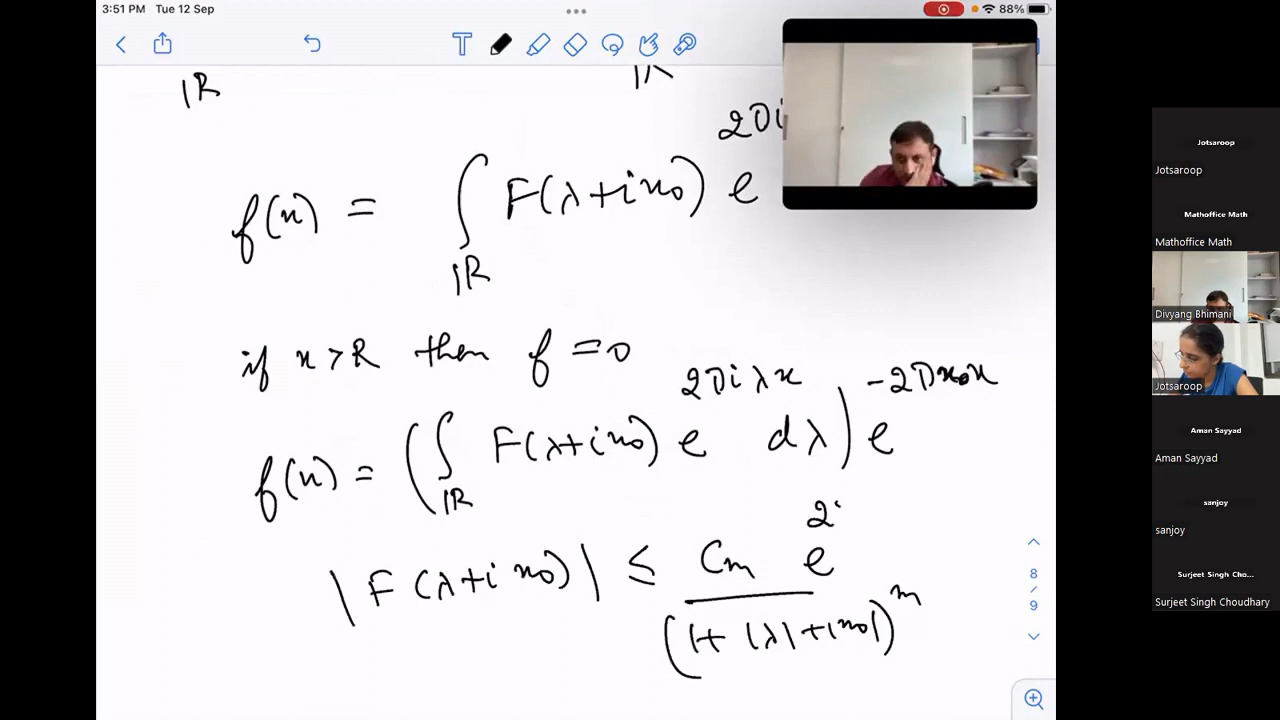 3:51 PM Tue 12 Sep
88%
IR
IR
f(x) = ∫ F(λ+ix₀) e^{2πi
IR
if x>R then f = 0
f(x) = (∫ F(λ+ix₀) e^{2πiλx} dλ) e^{-2πx₀x}
IR
|F(λ+ix₀)| ≤ Cm e^{2
(1+|λ|+|x₀|)^m
8
9
Jotsaroop
Jotsaroop
Mathoffice Math
Mathoffice Math
Divyang Bhimani
Jotsaroop
Aman Sayyad
Aman Sayyad
sanjoy
sanjoy
Surjeet Singh Cho...
Surjeet Singh Choudhary